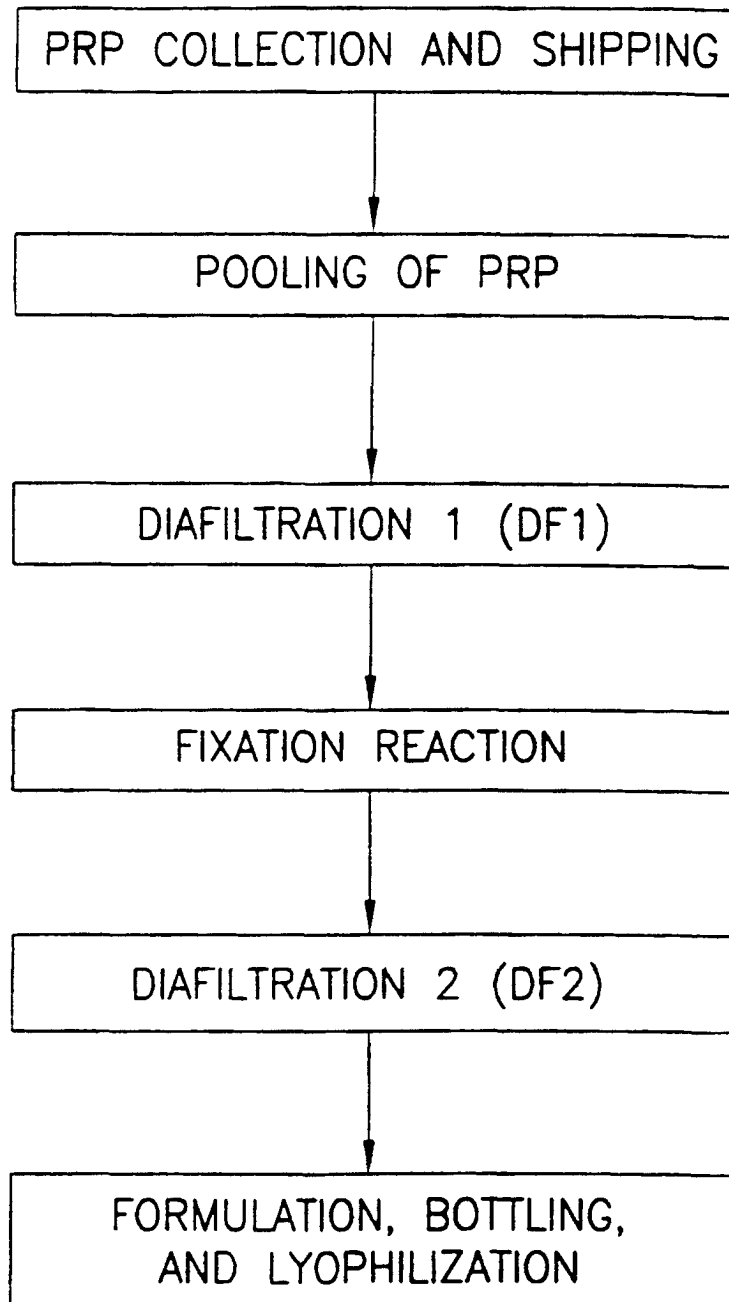 PRP COLLECTION AND SHIPPING
POOLING OF PRP
DIAFILTRATION 1 (DF1)
FIXATION REACTION
DIAFILTRATION 2 (DF2)
FORMULATION, BOTTLING,
AND LYOPHILIZATION